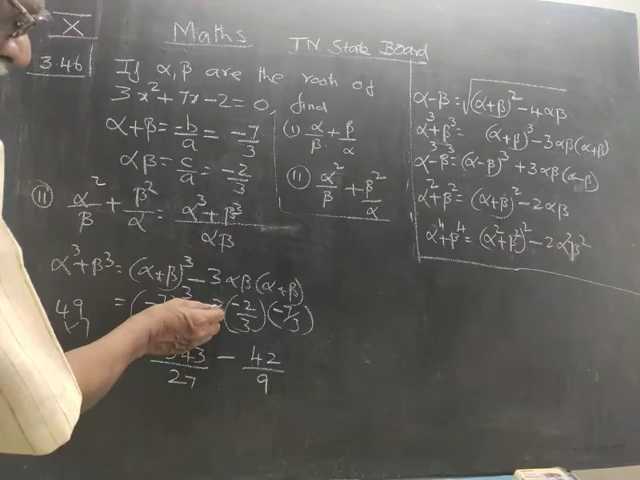 X
Maths
TN State Board
3.46
If α, β are the root of
3x² + 7x - 2 = 0, find
α + β = -b/a = -7/3
αβ = c/a = -2/3
(i) α/β + β/α
(ii) α²/β + β²/α
(ii) α²/β + β²/α = α³ + β³ / αβ
α³ + β³ = (α + β)³ - 3αβ(α + β)
= (-7 ³ (-2/3)(-7/3)
49
343/27 - 42/9
α - β = √(α + β)² - 4αβ
α³ + β³ = (α + β)³ - 3αβ(α + β)
α³ - β³ = (α - β)³ + 3αβ(α - β)
α² + β² = (α + β)² - 2αβ
α⁴ + β⁴ = (α² + β²)² - 2α²β²